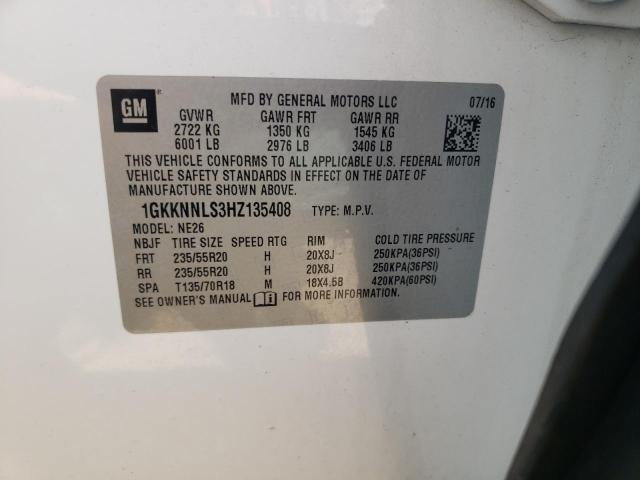 GM
MFD BY GENERAL MOTORS LLC 07/16
GVWR GAWR FRT GAWR RR
2722 KG 1350 KG 1545 KG
6001 LB 2976 LB 3406 LB
THIS VEHICLE CONFORMS TO ALL APPLICABLE U.S. FEDERAL MOTOR
VEHICLE SAFETY STANDARDS IN EFFECT ON THE DATE OF
MANUFACTURE SHOWN ABOVE.
1GKKNNLS3HZ135408 TYPE: M.P.V.
MODEL: NE26
NBJF TIRE SIZE SPEED RTG RIM COLD TIRE PRESSURE
FRT 235/55R20 H 20X8J 250KPA(36PSI)
RR 235/55R20 H 20X8J 250KPA(36PSI)
SPA T135/70R18 M 18X4.5B 420KPA(60PSI)
SEE OWNER'S MANUAL FOR MORE INFORMATION.